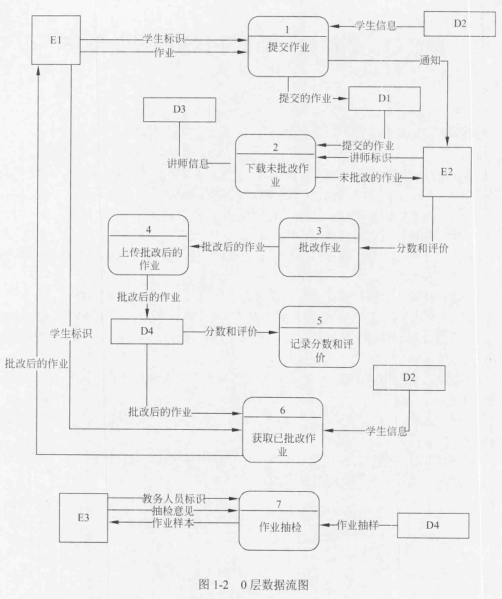 E1
学生标识
作业
1
提交作业
学生信息
D2
通知
提交的作业
D1
D3
讲师信息
2
下载未批改作
业
提交的作业
讲师标识
未批改的作业
E2
4
上传批改后的
作业
批改后的作业
3
批改作业
分数和评价
批改后的作业
D4
分数和评价
5
记录分数和评
价
学生标识
批改后的作业
D2
批改后的作业
6
获取已批改作
业
学生信息
E3
教务人员标识
抽检意见
作业样本
7
作业抽检
作业抽样
D4
图 1-2 0 层数据流图